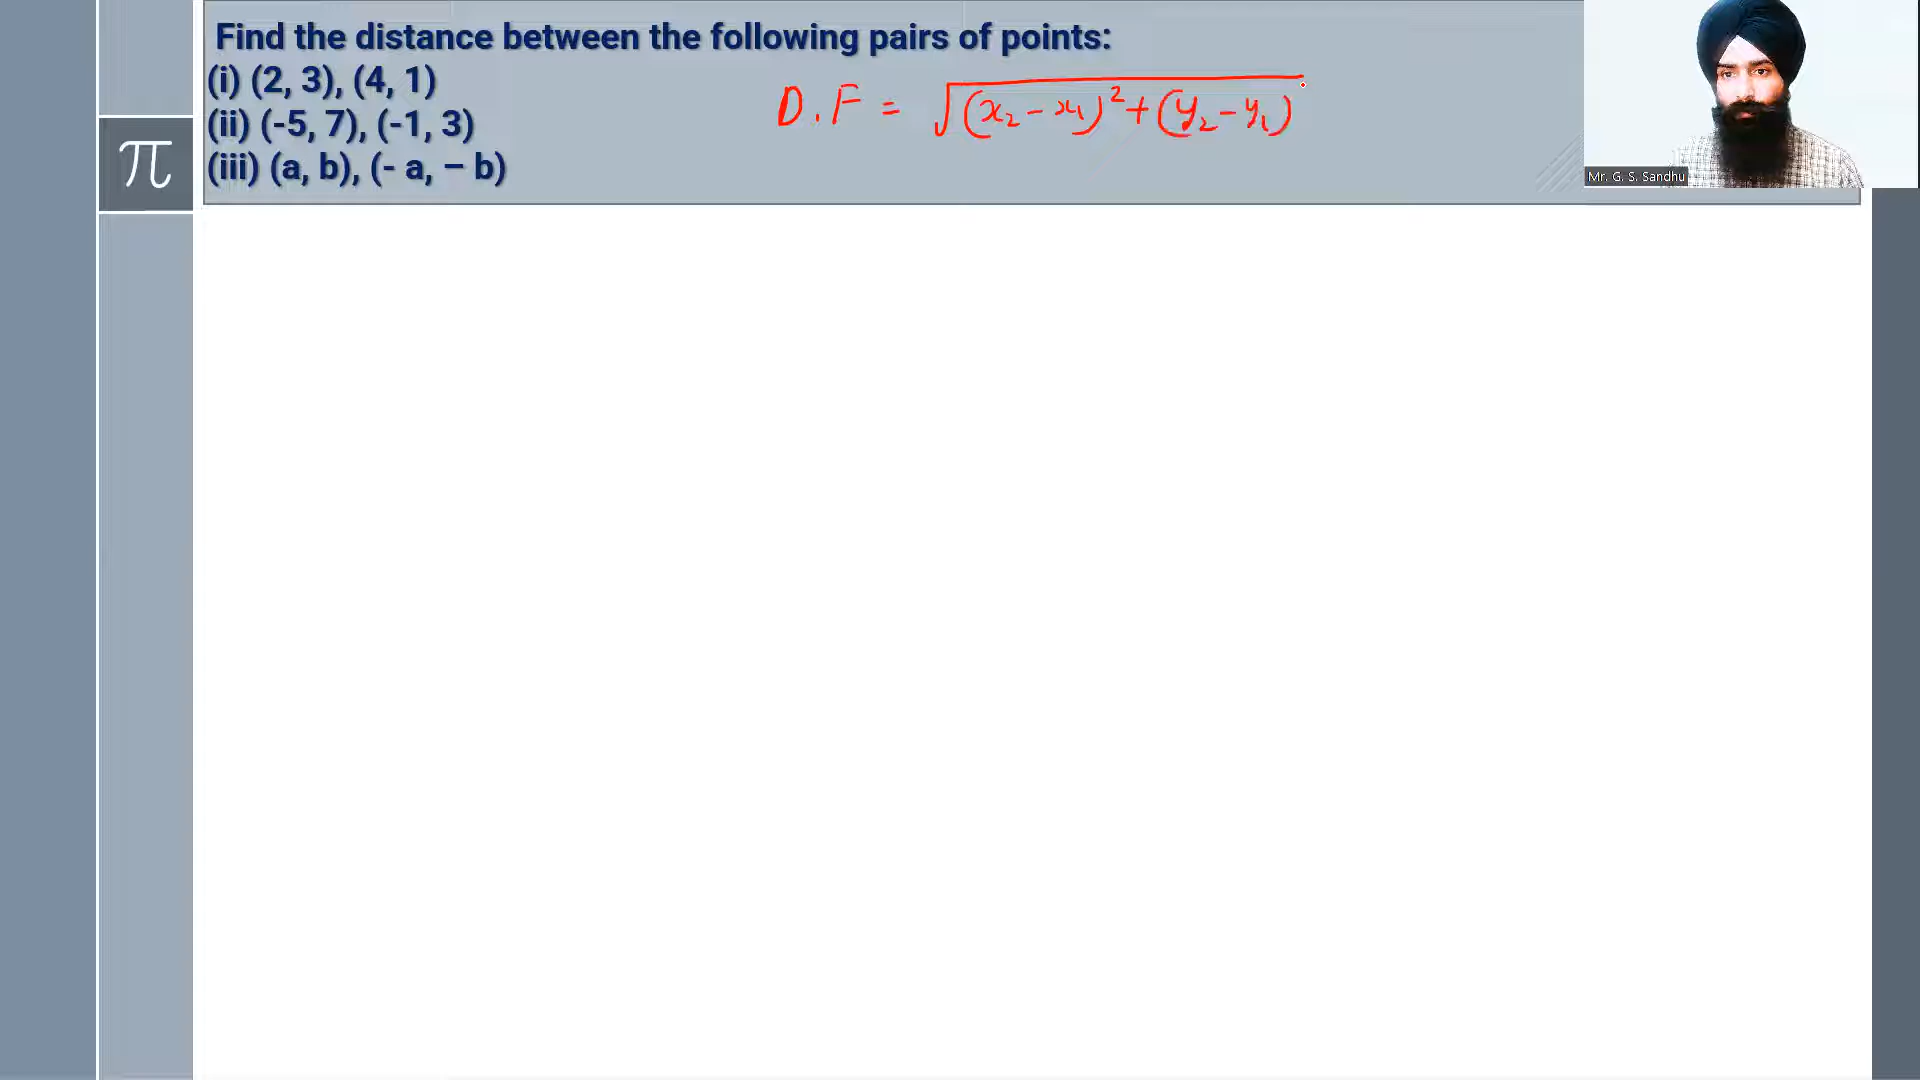 Find the distance between the following pairs of points:
(i) (2, 3), (4, 1)
(ii) (-5, 7), (-1, 3)
(iii) (a, b), (- a, – b)
D.F = √(x₂ - x₁)² + (y₂ - y₁)
π
Mr. G. S. Sandhu